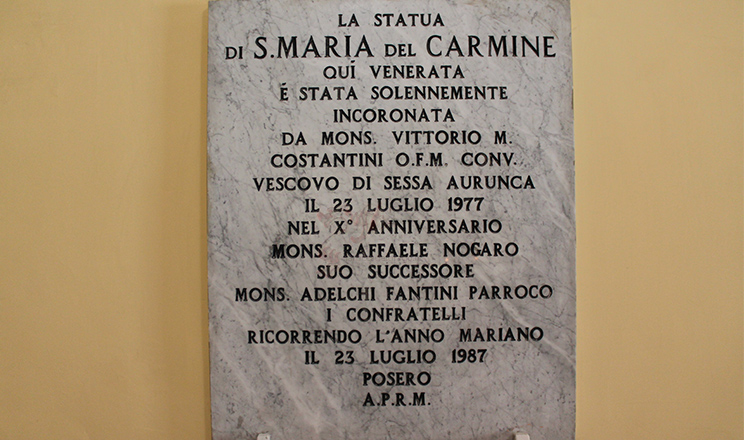 LA STATUA
DI S.MARIA DEL CARMINE
QUÍ VENERATA
É STATA SOLENNEMENTE
INCORONATA
DA MONS. VITTORIO M.
COSTANTINI O.F.M. CONV..
VESCOVO DI SESSA AURUNCA
IL 23 LUGLIO 1977
NEL X° ANNIVERSARIO
MONS. RAFFAELE NOGARO
SUO SUCCESSORE
MONS. ADELCHI FANTINI PARROCO
I CONFRATELLI
RICORRENDO L'ANNO MARIANO
IL 23 LUGLIO 1987
POSERO
A.P.R.M.